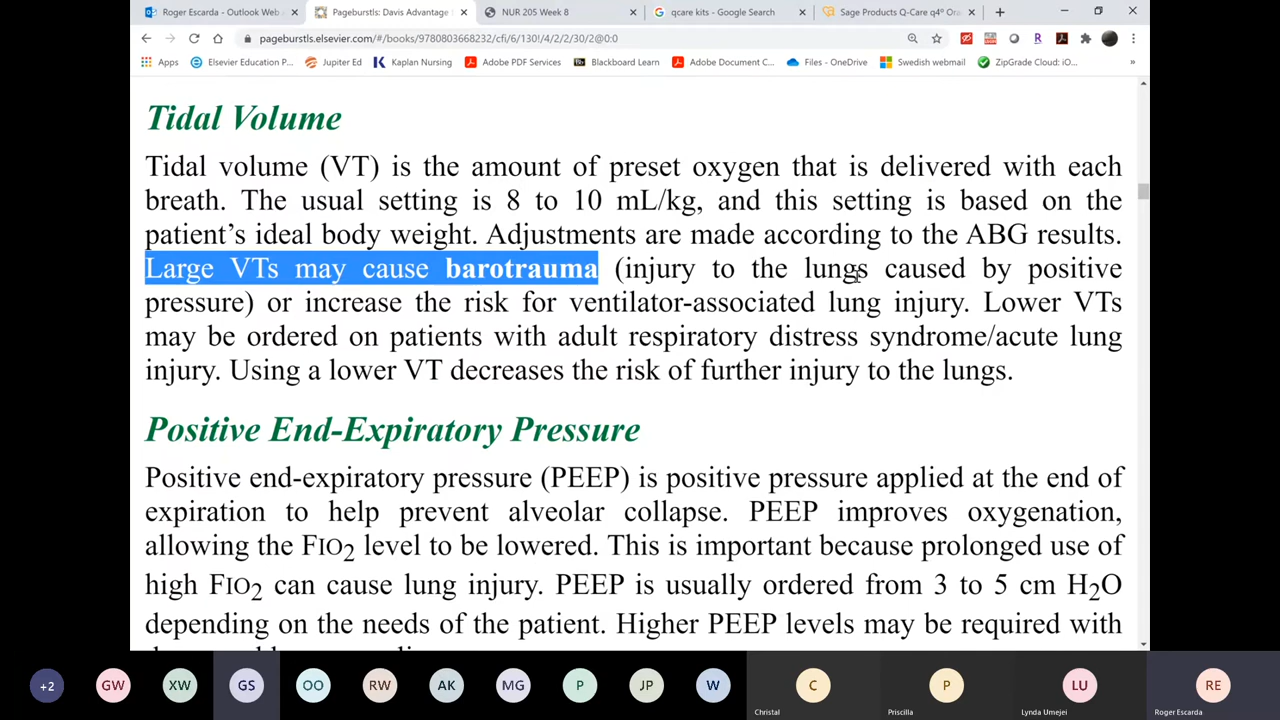 Roger Escarda - Outlook Web
Pageburstls: Davis Advantage
NUR 205 Week 8
qcare kits - Google Search
Sage Products Q-Care q4° Ora
pageburstls.elsevier.com/#/books/9780803668232/cfi/6/130!/4/2/2/30/2@0:0
Apps
Elsevier Education P...
Jupiter Ed
Kaplan Nursing
Adobe PDF Services
Blackboard Learn
Adobe Document C...
Files - OneDrive
Swedish webmail
ZipGrade Cloud: iO...
Tidal Volume
Tidal volume (VT) is the amount of preset oxygen that is delivered with each
breath. The usual setting is 8 to 10 mL/kg, and this setting is based on the
patient's ideal body weight. Adjustments are made according to the ABG results.
Large VTs may cause barotrauma (injury to the lungs caused by positive
pressure) or increase the risk for ventilator-associated lung injury. Lower VTs
may be ordered on patients with adult respiratory distress syndrome/acute lung
injury. Using a lower VT decreases the risk of further injury to the lungs.
Positive End-Expiratory Pressure
Positive end-expiratory pressure (PEEP) is positive pressure applied at the end of
expiration to help prevent alveolar collapse. PEEP improves oxygenation,
allowing the FIO2 level to be lowered. This is important because prolonged use of
high FIO2 can cause lung injury. PEEP is usually ordered from 3 to 5 cm H2O
depending on the needs of the patient. Higher PEEP levels may be required with
+2
GW
XW
GS
OO
RW
AK
MG
P
JP
W
C
P
LU
RE
Christal
Priscilla
Lynda Umejei
Roger Escarda